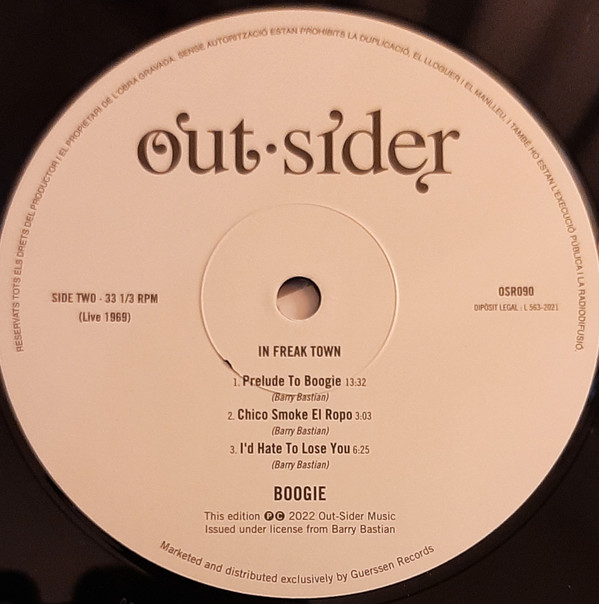 RESERVATS TOTS ELS DRETS DEL PRODUCTOR I EL PROPIETARI DE L'OBRA GRAVADA. SENSE AUTORITZACIÓ ESTAN PROHIBITS LA DUPLICACIÓ, EL LLOGUER I EL MANLLEU, I TAMBÉ HO ESTAN L'EXECUCIÓ PÚBLICA I LA RADIODIFUSIÓ.
out·sider
SIDE TWO - 33 1/3 RPM
(Live 1969)
OSR090
DIPÒSIT LEGAL: L 563-2021
IN FREAK TOWN
1. Prelude To Boogie 13:32
(Barry Bastian)
2. Chico Smoke El Ropo 3:03
(Barry Bastian)
3. I'd Hate To Lose You 6:25
(Barry Bastian)
BOOGIE
This edition ℗© 2022 Out-Sider Music
Issued under license from Barry Bastian
Marketed and distributed exclusively by Guerssen Records